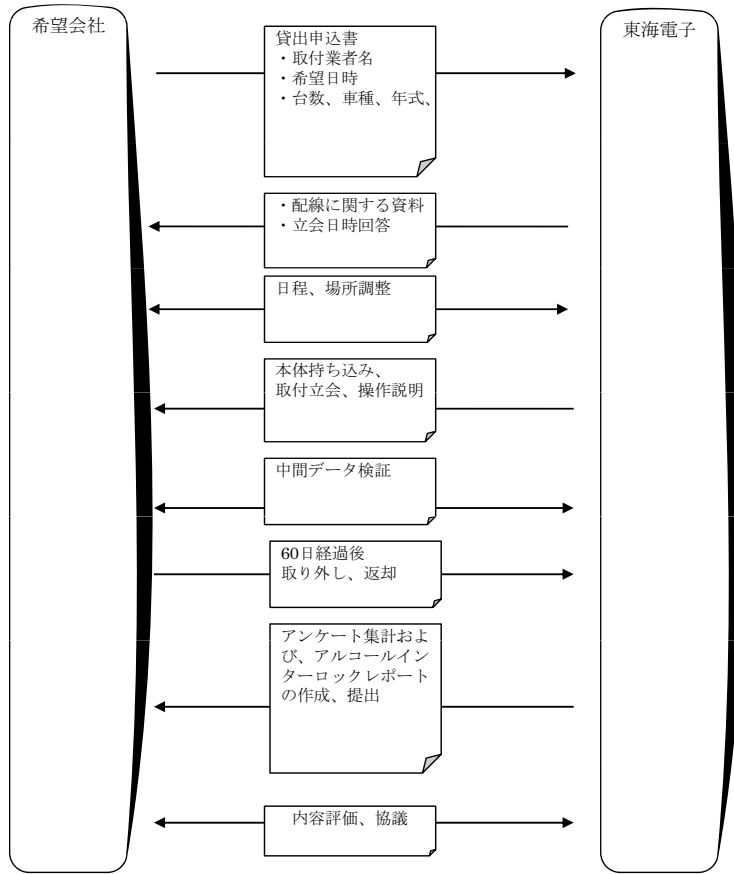 希望会社
東海電子
貸出申込書
・取付業者名
・希望日時
・台数、車種、年式、
・配線に関する資料
・立会日時回答
日程、場所調整
本体持ち込み、
取付立会、操作説明
中間データ検証
60日経過後
取り外し、返却
アンケート集計およ
び、アルコールイン
ターロックレポート
の作成、提出
内容評価、協議